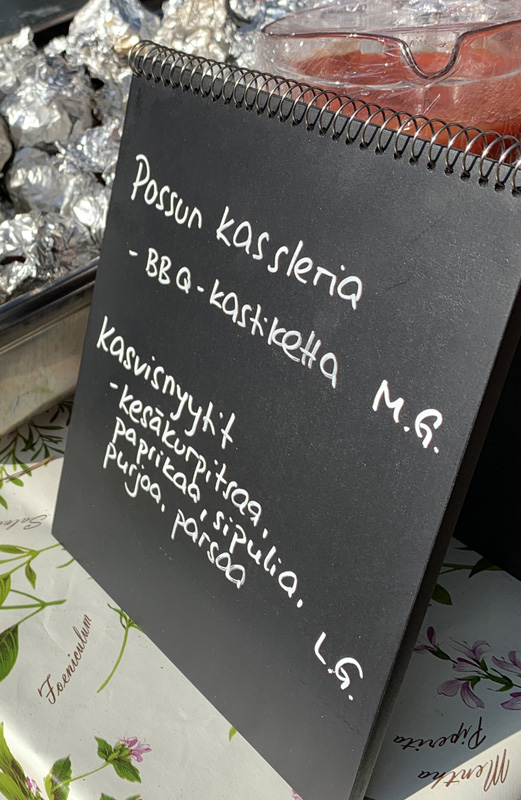 Possun kassleria
- BBQ-kastiketta M.G.
Kasvisnyytit
- kesäkurpitsaa,
paprikaa, sipulia,
purjoa, parsaa
L.G.
Foeniculum
Mentha
Piperita